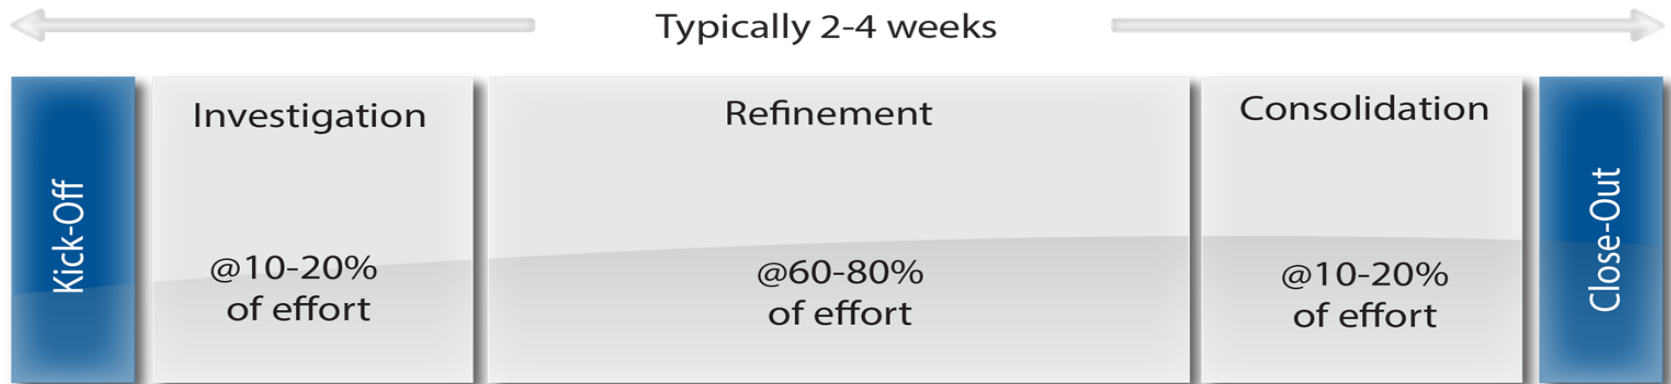 Typically 2-4 weeks
Kick-Off
Investigation
@10-20%
of effort
Refinement
@60-80%
of effort
Consolidation
@10-20%
of effort
Close-Out